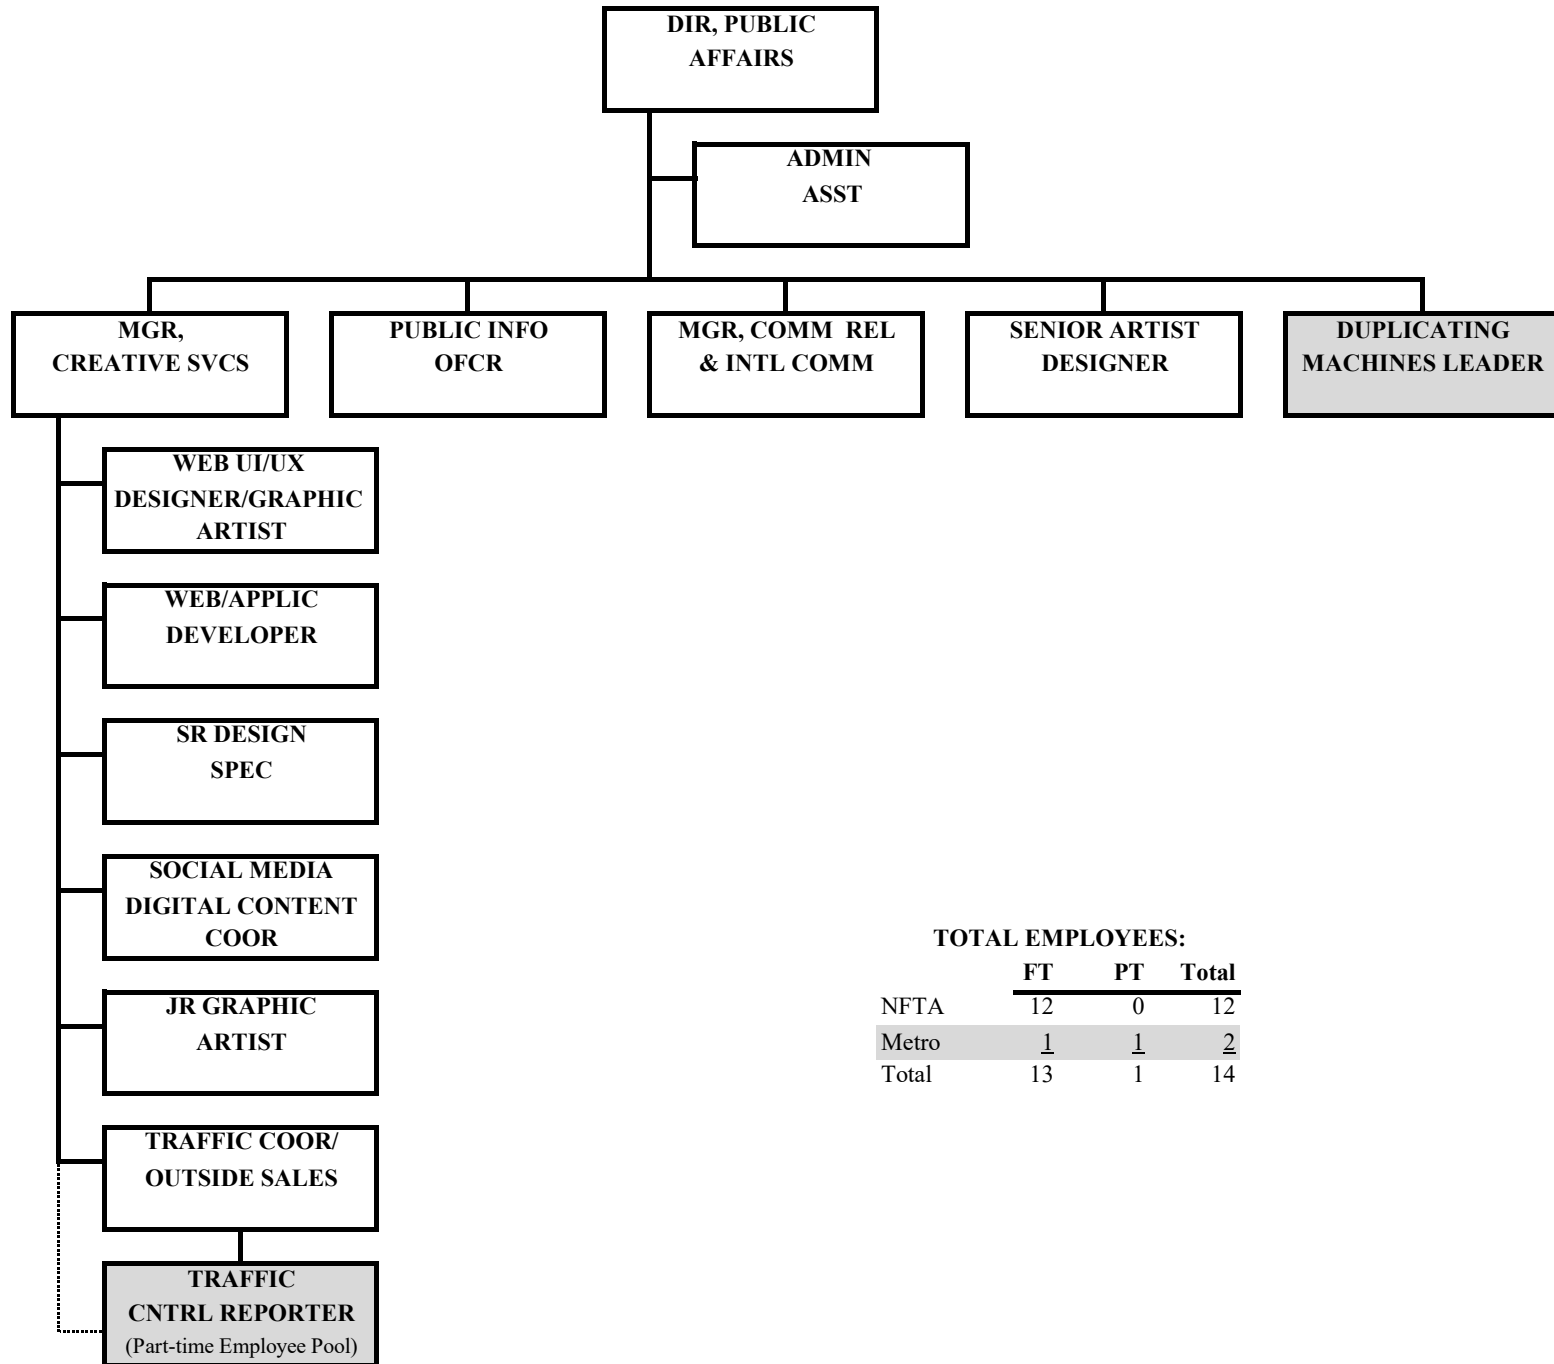 DIR, PUBLIC
AFFAIRS
ADMIN
ASST
MGR,
CREATIVE SVCS
PUBLIC INFO
OFCR
MGR, COMM  REL
& INTL COMM
SENIOR ARTIST
DESIGNER
DUPLICATING
MACHINES LEADER
WEB UI/UX
DESIGNER/GRAPHIC
ARTIST
WEB/APPLIC
DEVELOPER
SR DESIGN
SPEC
SOCIAL MEDIA
DIGITAL CONTENT
COOR
JR GRAPHIC
ARTIST
TRAFFIC COOR/
OUTSIDE SALES
TRAFFIC
CNTRL REPORTER
(Part-time Employee Pool)
TOTAL EMPLOYEES:
FT PT Total
NFTA 12 0 12
Metro 1 1 2
Total 13 1 14